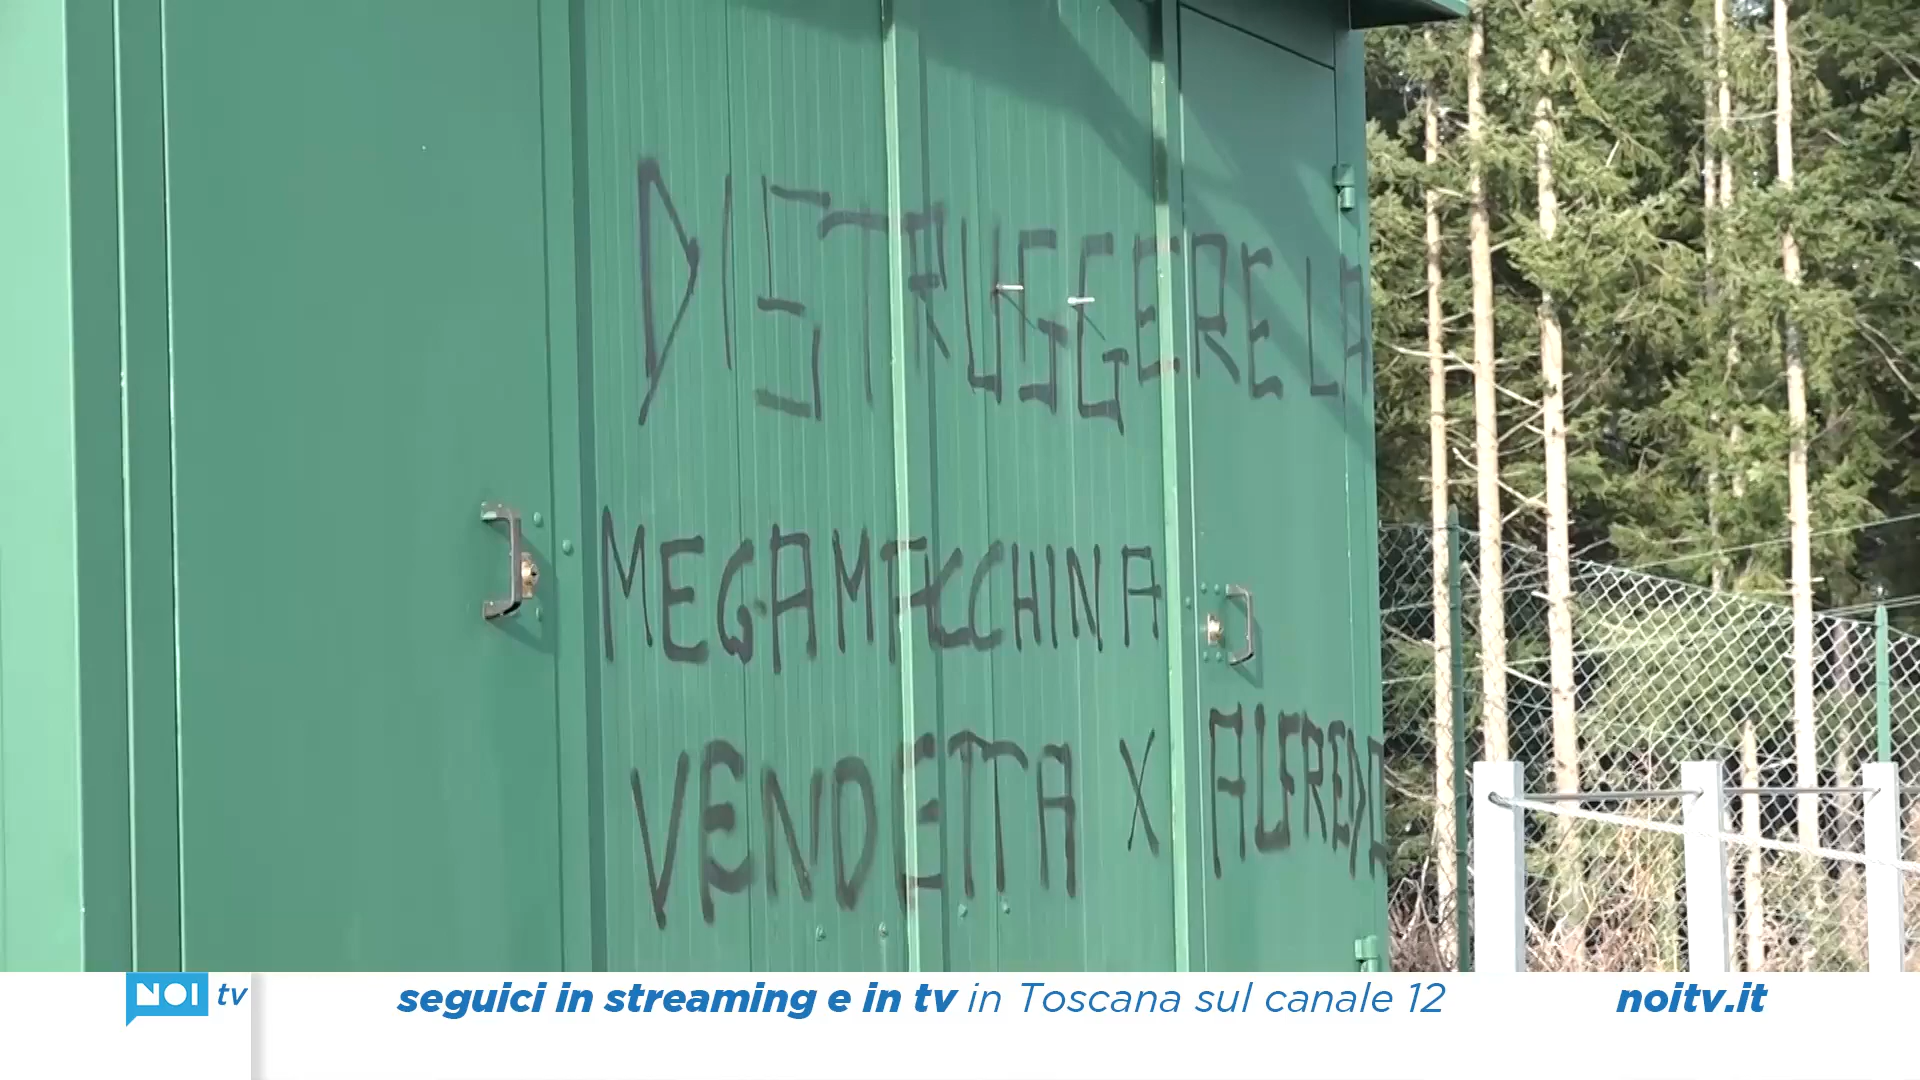 DISTRUGGERE LA
MEGAMACCHINA
VENDETTA X ALFREDO
NOI tv
seguici in streaming e in tv in Toscana sul canale 12
noitv.it